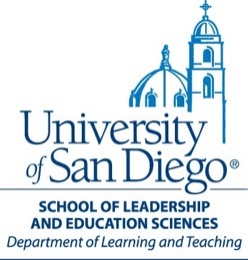 University
of San Diego®
SCHOOL OF LEADERSHIP
AND EDUCATION SCIENCES
Department of Learning and Teaching